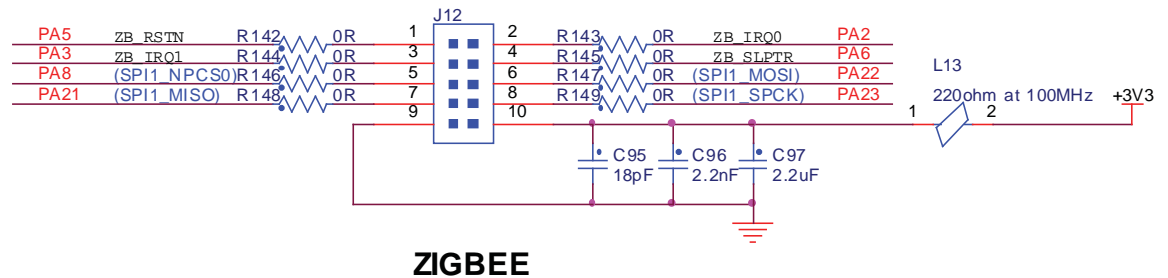 J12
PA5 ZB_RSTN R142 0R 1 2 R143 0R ZB_IRQ0 PA2
PA3 ZB_IRQ1 R144 0R 3 4 R145 0R ZB_SLPTR PA6
PA8 (SPI1_NPCS0) R146 0R 5 6 R147 0R (SPI1_MOSI) PA22
PA21 (SPI1_MISO) R148 0R 7 8 R149 0R (SPI1_SPCK) PA23
9 10
L13
220ohm at 100MHz +3V3
1 2
C95 C96 C97
18pF 2.2nF 2.2uF
ZIGBEE